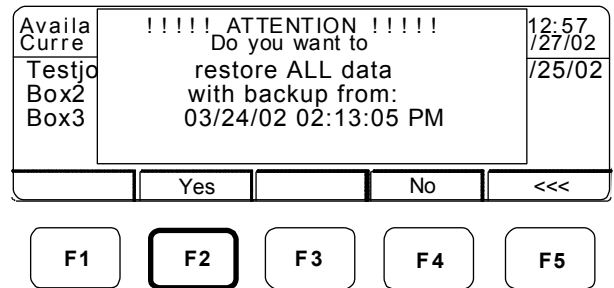 Availa !!!!! ATTENTION !!!!! 12:57
Curre Do you want to /27/02
Testjo restore ALL data /25/02
Box2 with backup from:
Box3 03/24/02 02:13:05 PM
Yes No <<<
F1 F2 F3 F4 F5